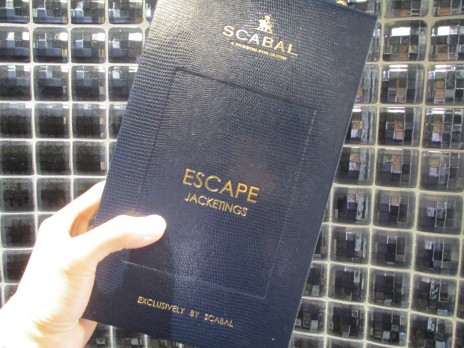 SCABAL
ESCAPE
JACKETINGS
EXCLUSIVELY BY SCABAL